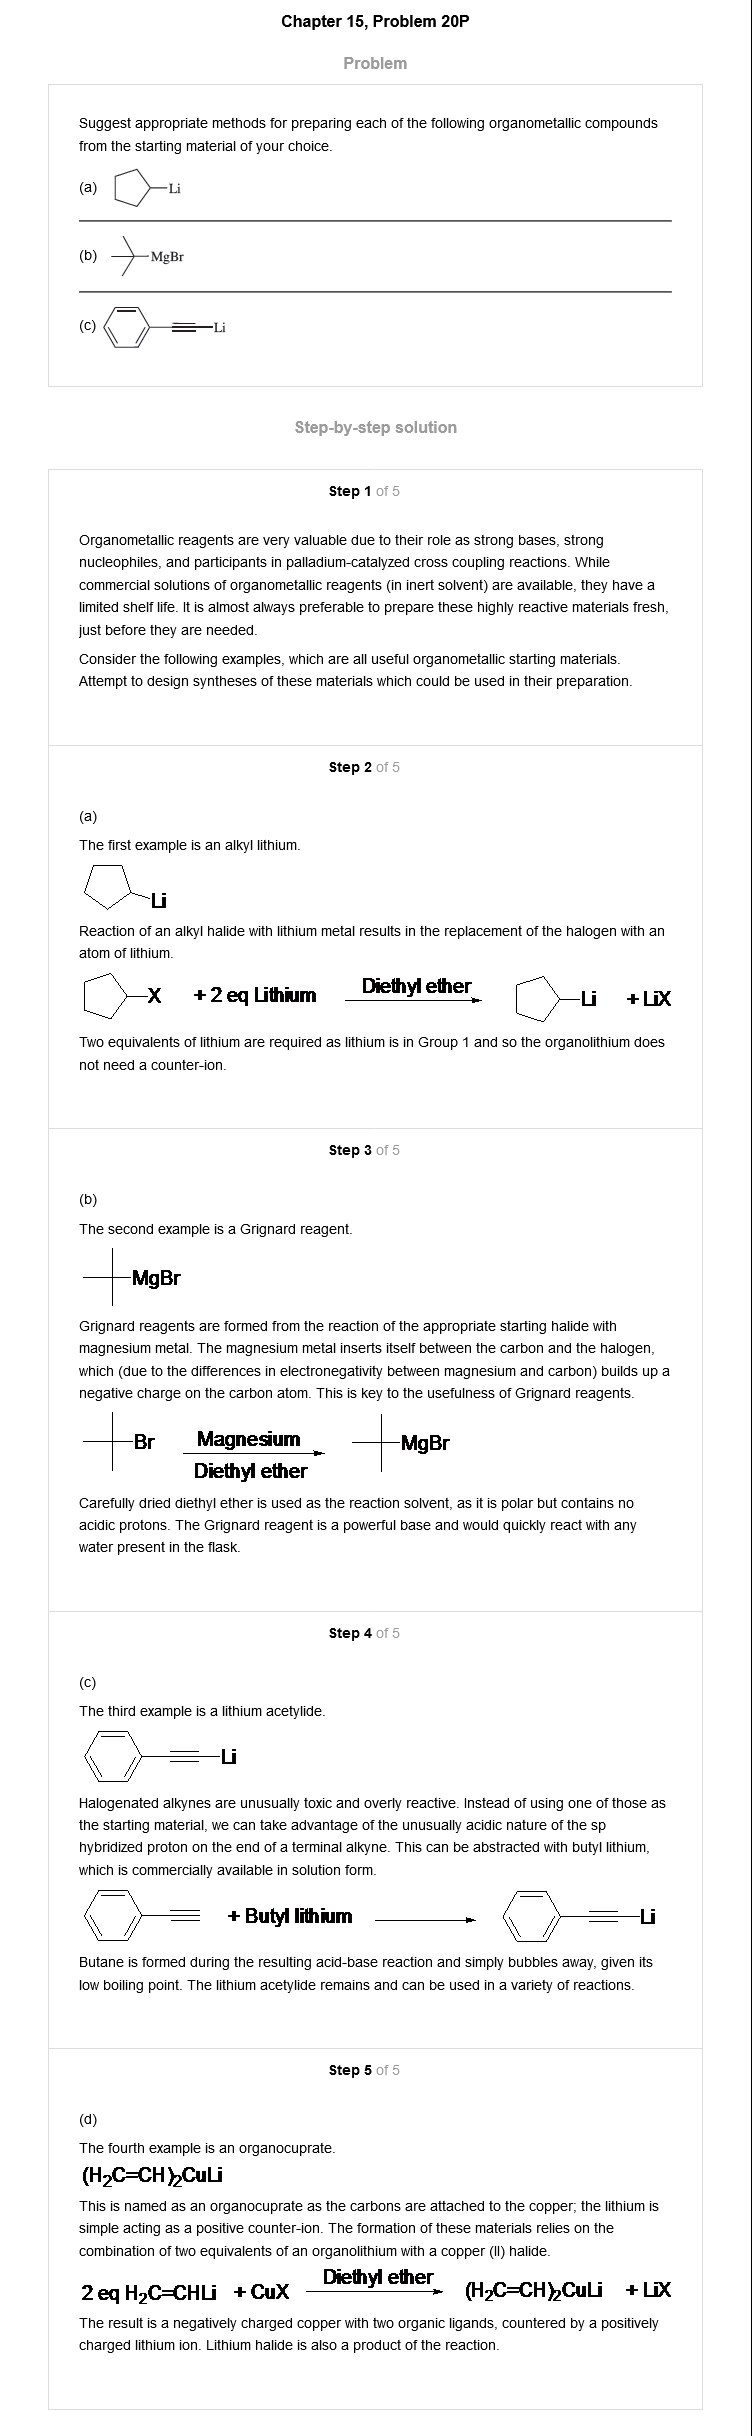 Chapter 15, Problem 20P
Problem
Suggest appropriate methods for preparing each of the following organometallic compounds
from the starting material of your choice.
(a) Li
(b) MgBr
(c) Li
Step-by-step solution
Step 1 of 5
Organometallic reagents are very valuable due to their role as strong bases, strong
nucleophiles, and participants in palladium-catalyzed cross coupling reactions. While
commercial solutions of organometallic reagents (in inert solvent) are available, they have a
limited shelf life. It is almost always preferable to prepare these highly reactive materials fresh,
just before they are needed.
Consider the following examples, which are all useful organometallic starting materials.
Attempt to design syntheses of these materials which could be used in their preparation.
Step 2 of 5
(a)
The first example is an alkyl lithium.
Li
Reaction of an alkyl halide with lithium metal results in the replacement of the halogen with an
atom of lithium.
X + 2 eq Lithium Diethyl ether Li + LiX
Two equivalents of lithium are required as lithium is in Group 1 and so the organolithium does
not need a counter-ion.
Step 3 of 5
(b)
The second example is a Grignard reagent.
MgBr
Grignard reagents are formed from the reaction of the appropriate starting halide with
magnesium metal. The magnesium metal inserts itself between the carbon and the halogen,
which (due to the differences in electronegativity between magnesium and carbon) builds up a
negative charge on the carbon atom. This is key to the usefulness of Grignard reagents.
Br Magnesium MgBr
Diethyl ether
Carefully dried diethyl ether is used as the reaction solvent, as it is polar but contains no
acidic protons. The Grignard reagent is a powerful base and would quickly react with any
water present in the flask.
Step 4 of 5
(c)
The third example is a lithium acetylide.
Li
Halogenated alkynes are unusually toxic and overly reactive. Instead of using one of those as
the starting material, we can take advantage of the unusually acidic nature of the sp
hybridized proton on the end of a terminal alkyne. This can be abstracted with butyl lithium,
which is commercially available in solution form.
+ Butyl lithium Li
Butane is formed during the resulting acid-base reaction and simply bubbles away, given its
low boiling point. The lithium acetylide remains and can be used in a variety of reactions.
Step 5 of 5
(d)
The fourth example is an organocuprate.
(H₂C=CH)₂CuLi
This is named as an organocuprate as the carbons are attached to the copper; the lithium is
simple acting as a positive counter-ion. The formation of these materials relies on the
combination of two equivalents of an organolithium with a copper (II) halide.
2 eq H₂C=CHLi + CuX Diethyl ether (H₂C=CH)₂CuLi + LiX
The result is a negatively charged copper with two organic ligands, countered by a positively
charged lithium ion. Lithium halide is also a product of the reaction.